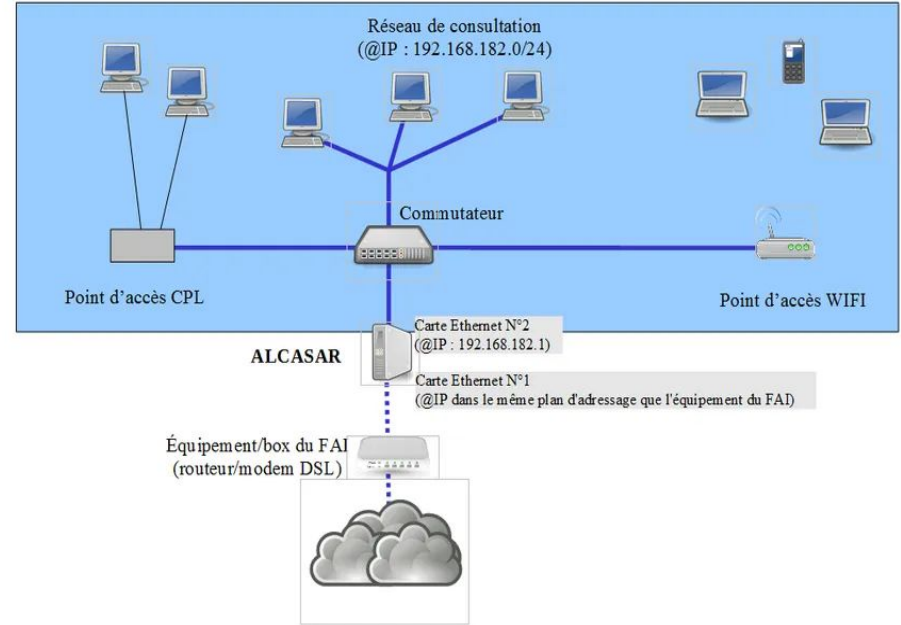 Réseau de consultation
(@IP : 192.168.182.0/24)
Commutateur
Point d'accès CPL
Point d'accès WIFI
Carte Ethernet N°2
(@IP : 192.168.182.1)
ALCASAR
Carte Ethernet N°1
(@IP dans le même plan d'adressage que l'équipement du FAI)
Équipement/box du FAI
(routeur/modem DSL)